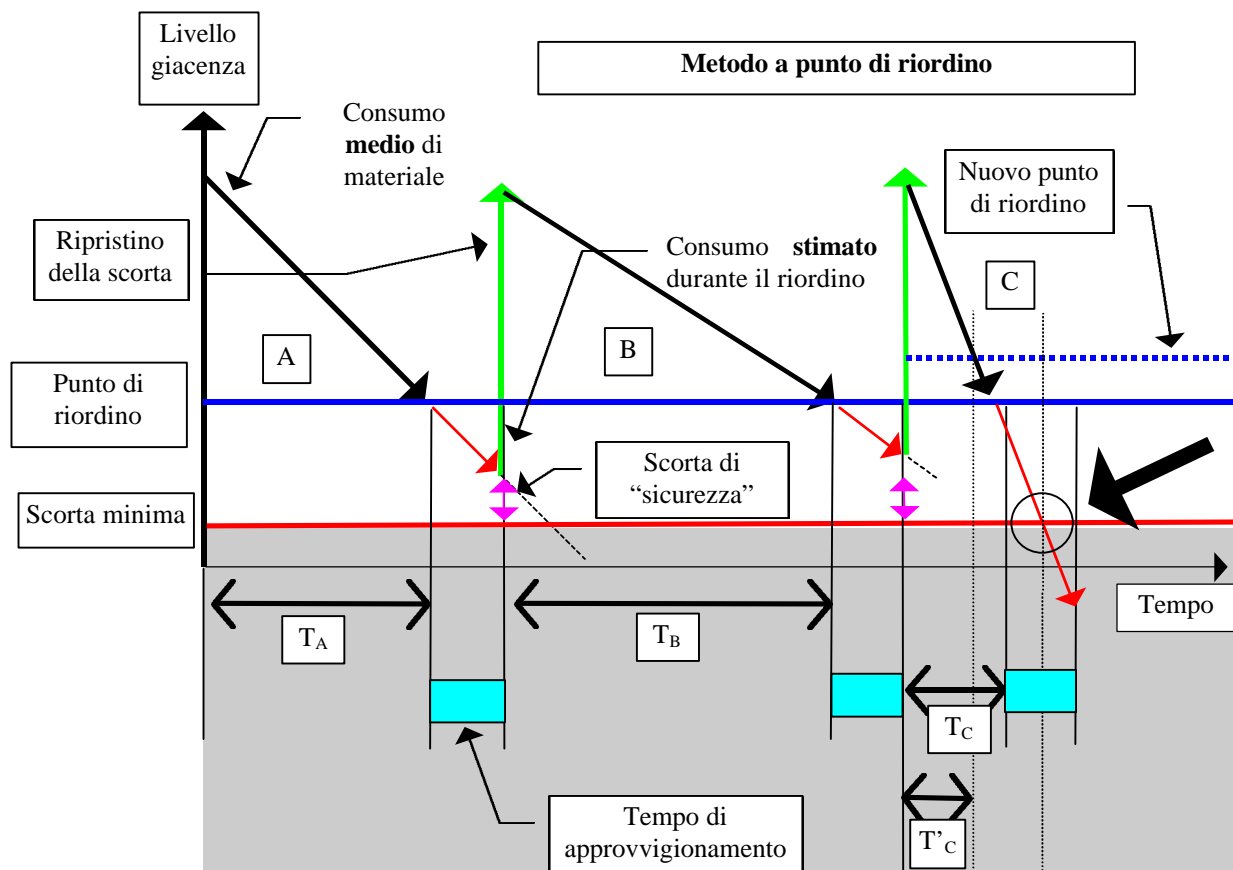 Livello
giacenza
Metodo a punto di riordino
Consumo
medio di
materiale
Nuovo punto
di riordino
Ripristino
della scorta
Consumo stimato
durante il riordino
C
A
B
Punto di
riordino
Scorta di
“sicurezza”
Scorta minima
Tempo
TA
TB
TC
Tempo di
approvvigionamento
T’C